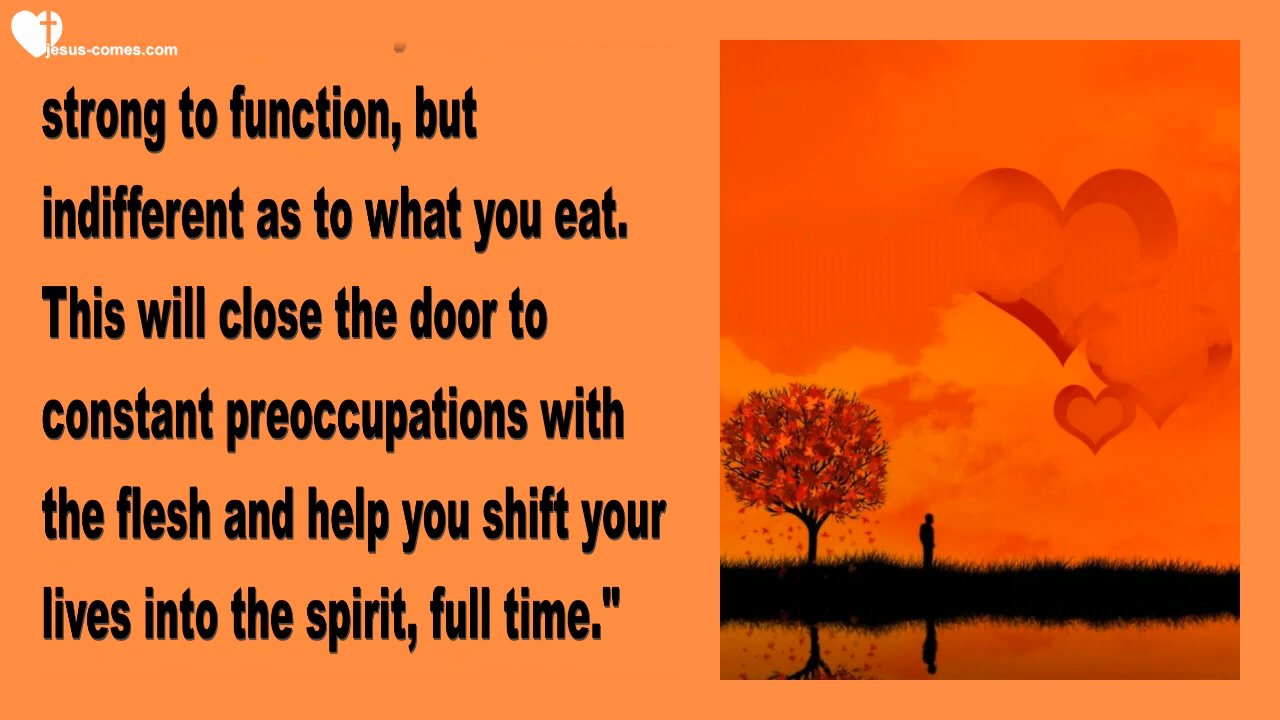 jesus-comes.com
strong to function, but
indifferent as to what you eat.
This will close the door to
constant preoccupations with
the flesh and help you shift your
lives into the spirit, full time."